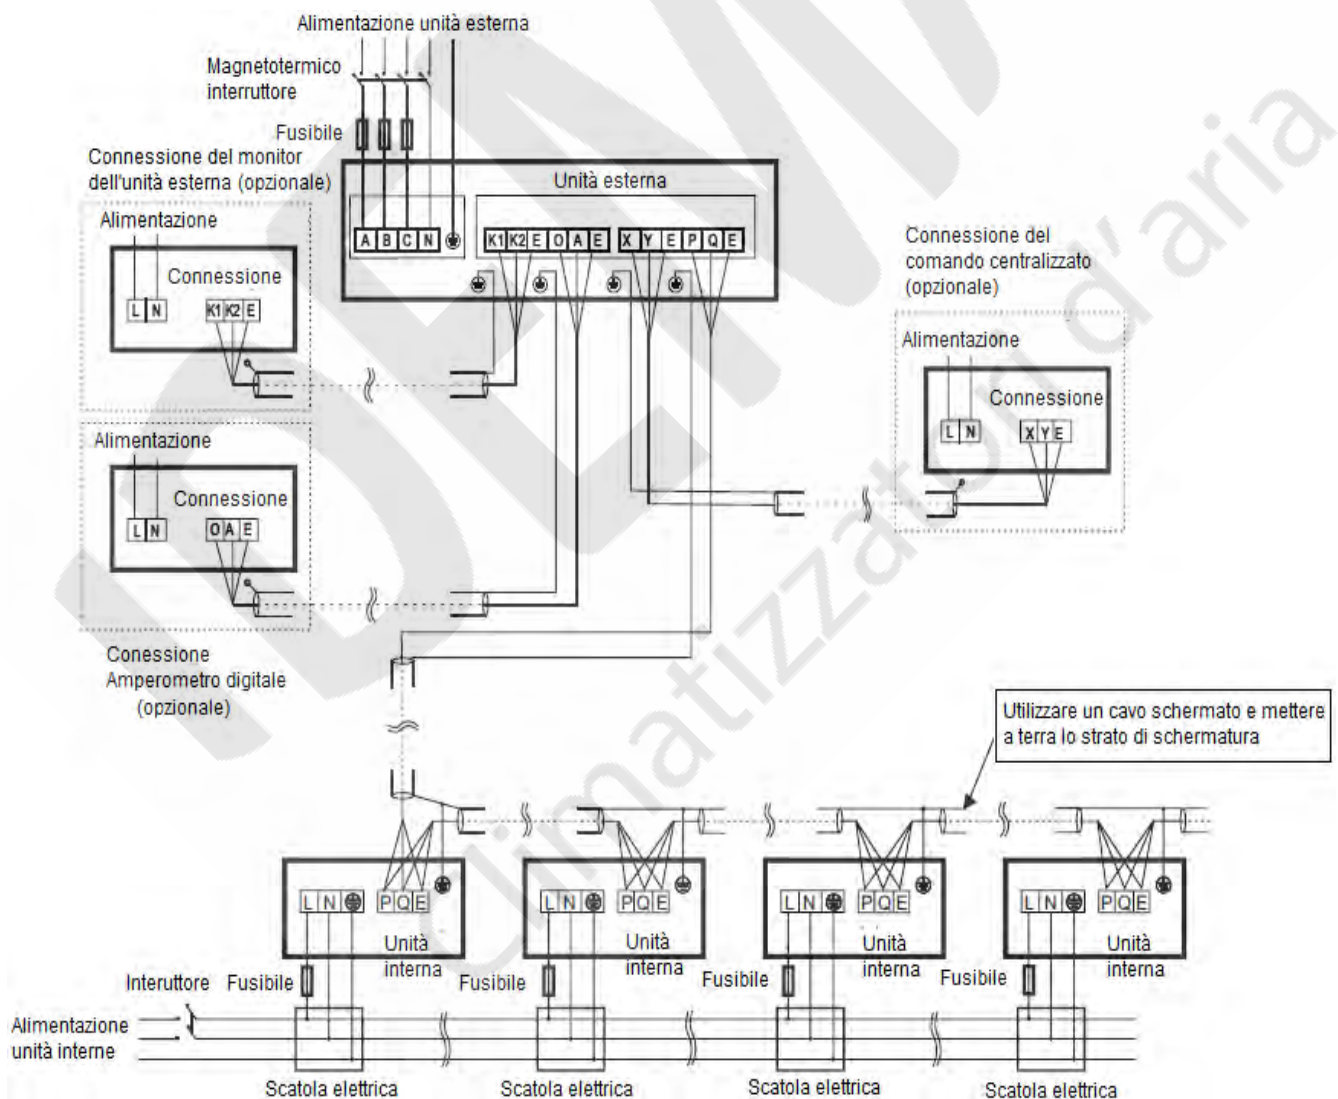 Alimentazione unità esterna
Magnetotermico
interruttore
Fusibile
Connessione del monitor
dell'unità esterna (opzionale)
Unità esterna
A B C N
K1 K2 E O A E
X Y E P Q E
Alimentazione
Connessione
L N
K1 K2 E
Connessione del
comando centralizzato
(opzionale)
Alimentazione
Connessione
L N
X Y E
Alimentazione
Connessione
L N
O A E
Conessione
Amperometro digitale
(opzionale)
Utilizzare un cavo schermato e mettere
a terra lo strato di schermatura
L N
P Q E
Unità
interna
L N
P Q E
Unità
interna
L N
P Q E
Unità
interna
L N
P Q E
Unità
interna
Interuttore
Fusibile
Fusibile
Fusibile
Fusibile
Alimentazione
unità interne
Scatola elettrica
Scatola elettrica
Scatola elettrica
Scatola elettrica
climatizzatori d'aria